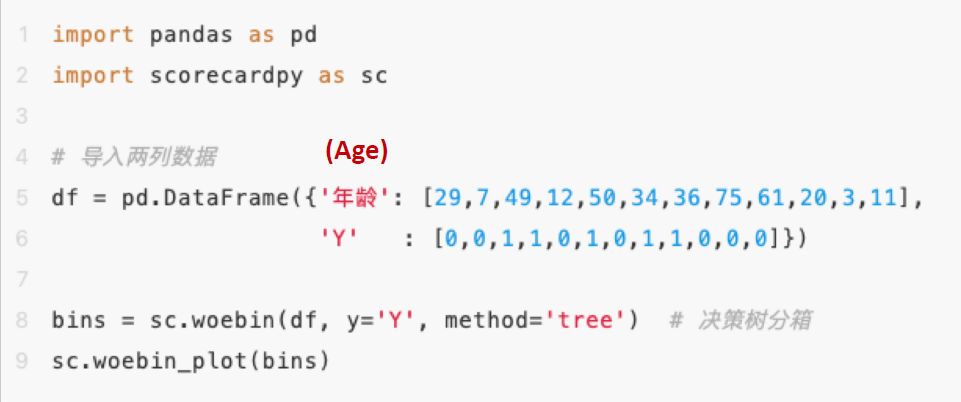 1 import pandas as pd
2 import scorecardpy as sc
3
4 # 导入两列数据 (Age)
5 df = pd.DataFrame({'年龄': [29,7,49,12,50,34,36,75,61,20,3,11],
6 'Y' : [0,0,1,1,0,1,0,1,1,0,0,0]})
7
8 bins = sc.woebin(df, y='Y', method='tree') # 决策树分箱
9 sc.woebin_plot(bins)